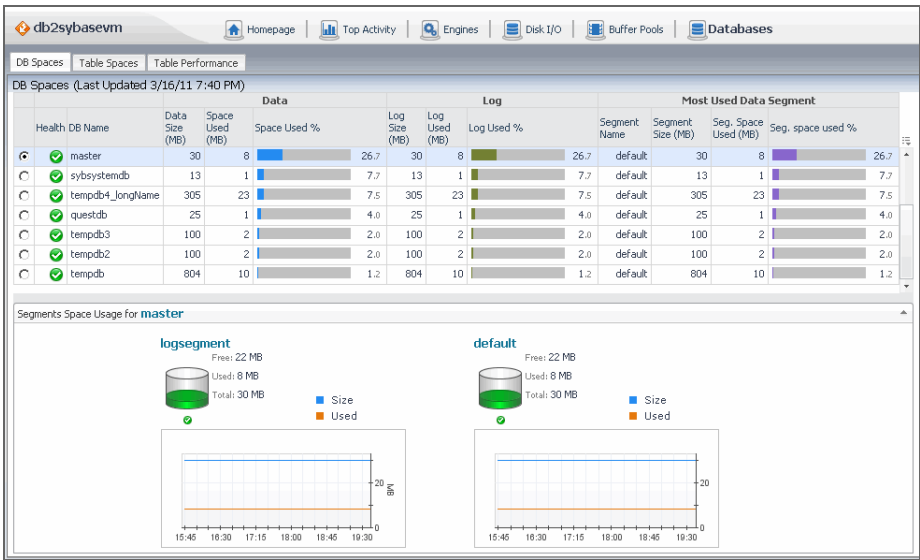 db2sybasevm Homepage Top Activity Engines Disk I/O Buffer Pools Databases
DB Spaces Table Spaces Table Performance
DB Spaces (Last Updated 3/16/11 7:40 PM)
Data Log Most Used Data Segment
Health DB Name Data Size (MB) Space Used (MB) Space Used % Log Size (MB) Log Used (MB) Log Used % Segment Name Segment Size (MB) Seg. Space Used (MB) Seg. space used %
master 30 8 26.7 30 8 26.7 default 30 8 26.7
sybsystemdb 13 1 7.7 13 1 7.7 default 13 1 7.7
tempdb4_longName 305 23 7.5 305 23 7.5 default 305 23 7.5
questdb 25 1 4.0 25 1 4.0 default 25 1 4.0
tempdb3 100 2 2.0 100 2 2.0 default 100 2 2.0
tempdb2 100 2 2.0 100 2 2.0 default 100 2 2.0
tempdb 804 10 1.2 804 10 1.2 default 804 10 1.2
Segments Space Usage for master
logsegment
Free: 22 MB
Used: 8 MB
Total: 30 MB
Size
Used
20
MB
0
15:45 16:30 17:15 18:00 18:45 19:30
default
Free: 22 MB
Used: 8 MB
Total: 30 MB
Size
Used
20
0
15:45 16:30 17:15 18:00 18:45 19:30